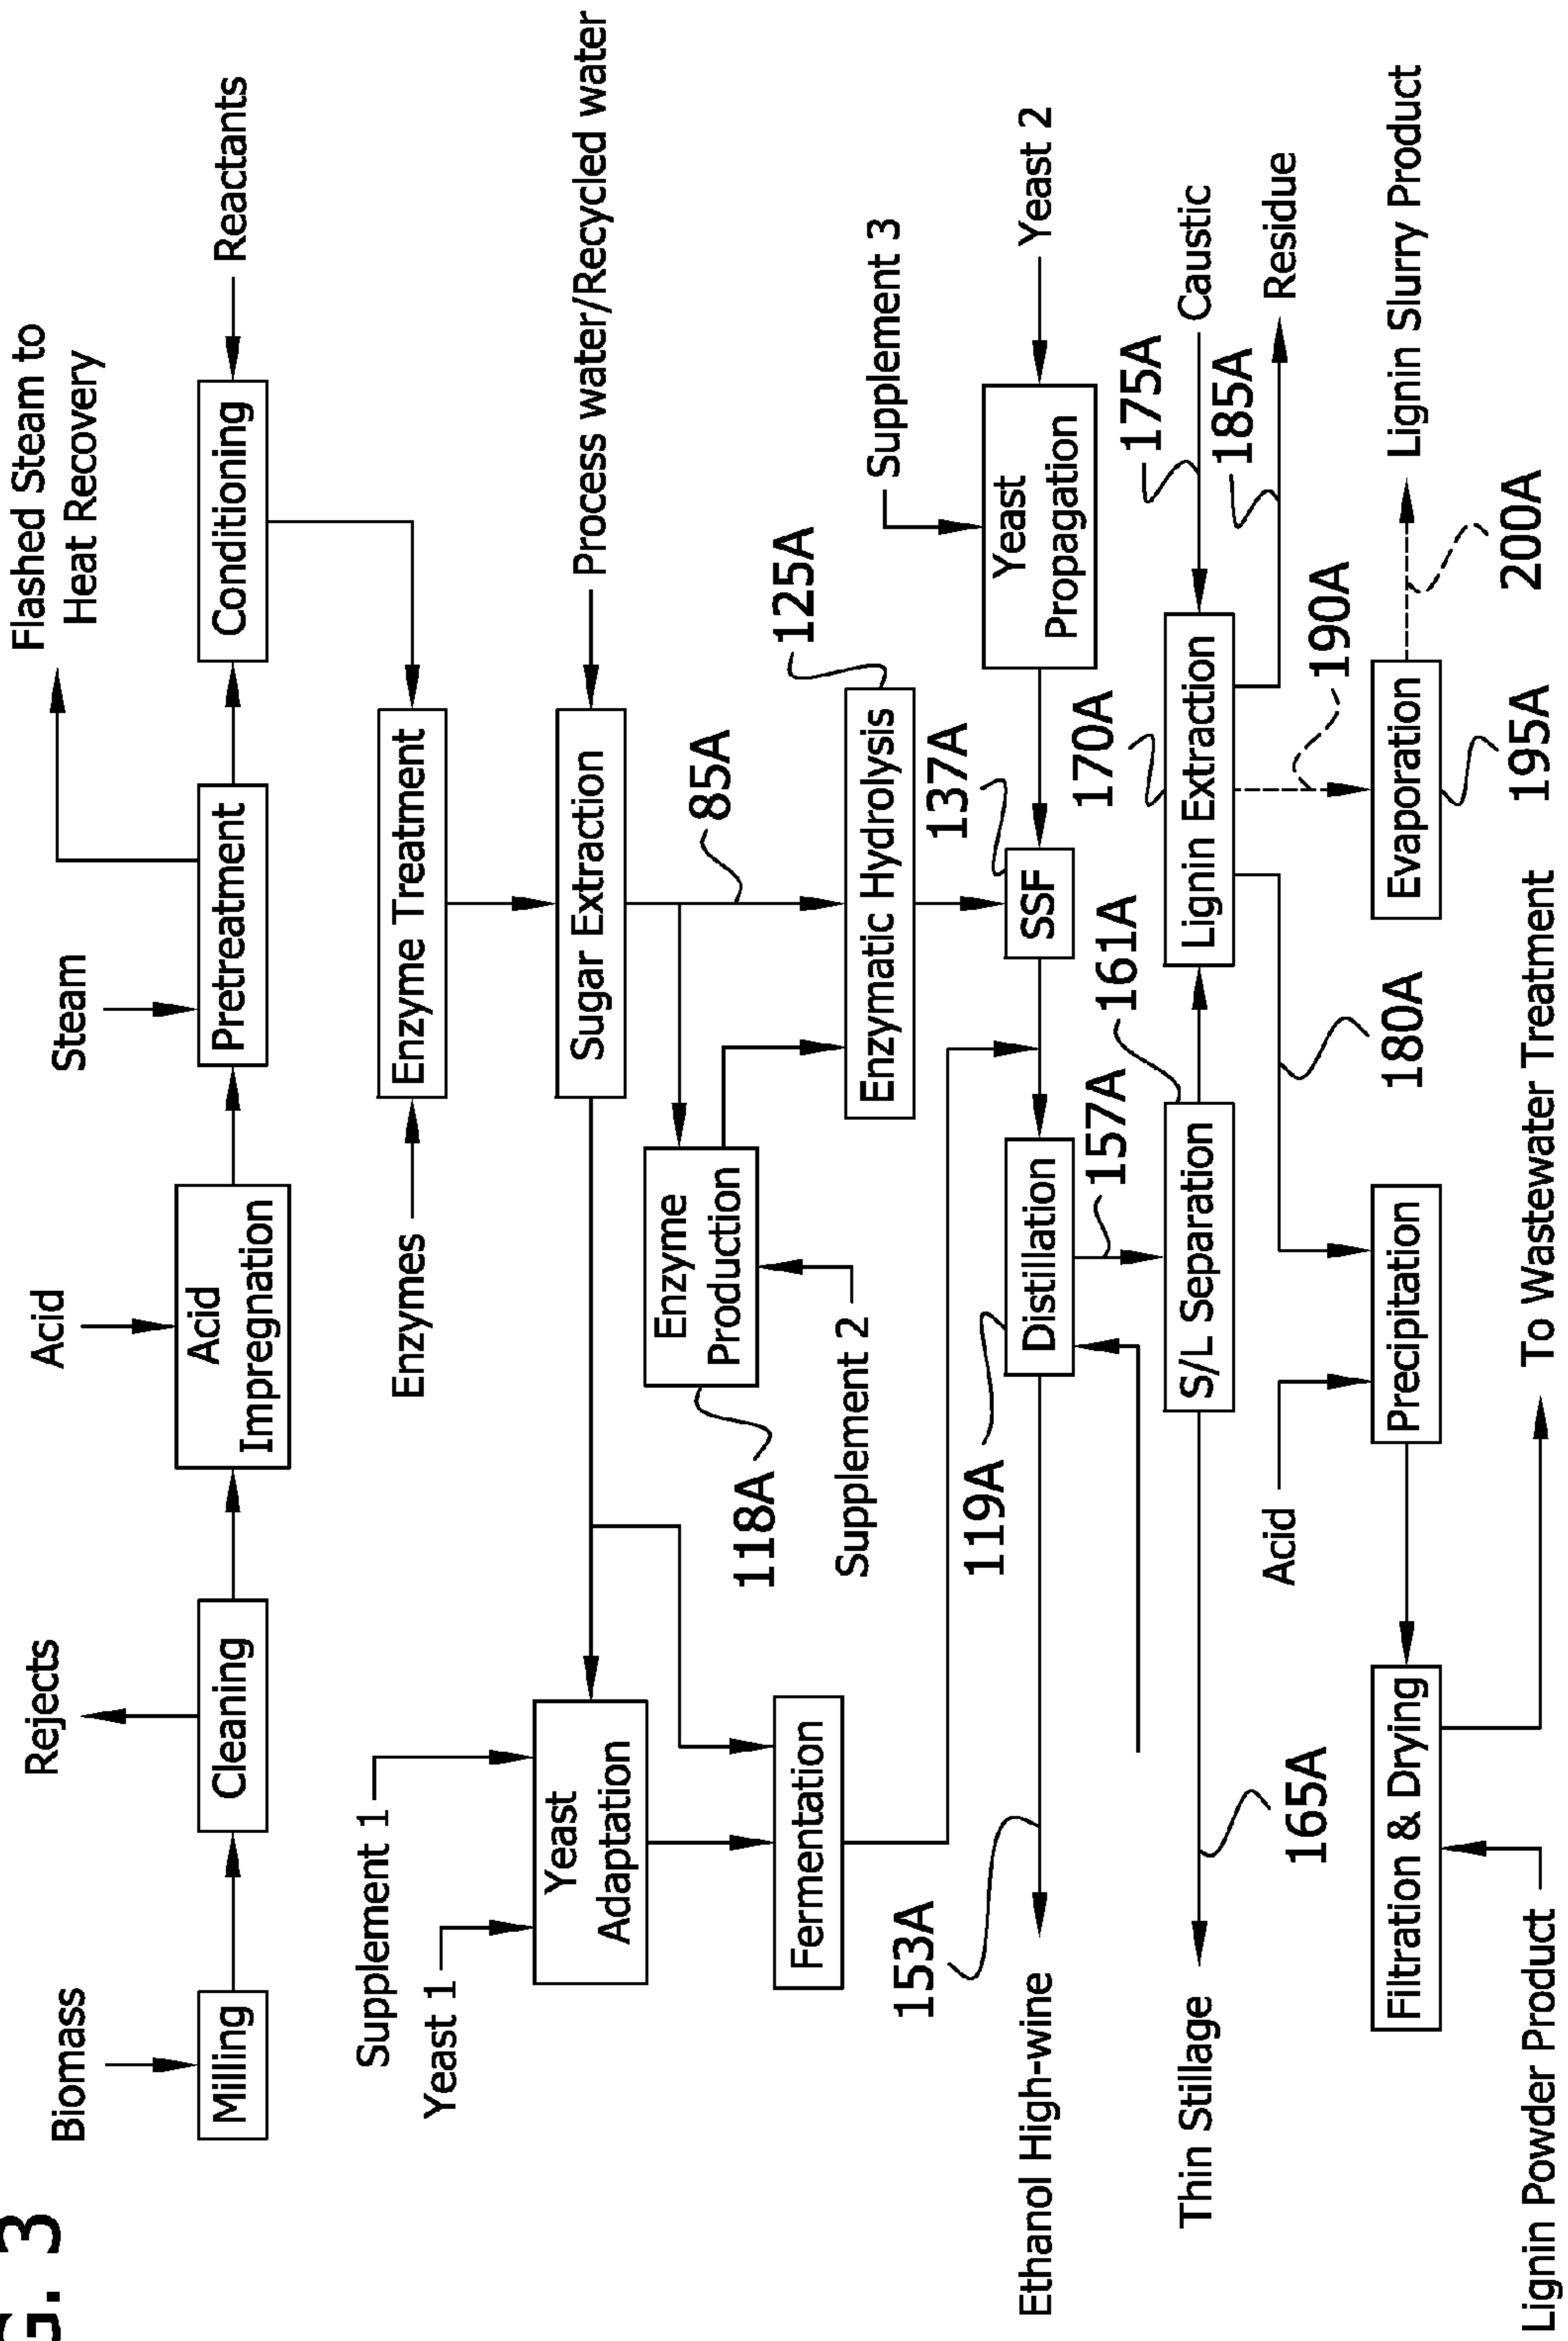 G. 3
Biomass
Rejects
Acid
Steam
Flashed Steam to
Heat Recovery
Milling
Cleaning
Acid
Impregnation
Pretreatment
Conditioning
Reactants
Supplement 1
Yeast 1
Enzymes
Enzyme Treatment
Yeast
Adaptation
Sugar Extraction
Process water/Recycled water
Enzyme
Production
85A
118A
Supplement 2
Fermentation
Enzymatic Hydrolysis
125A
Supplement 3
153A
119A
137A
Ethanol High-wine
Distillation
SSF
Yeast
Propagation
Yeast 2
157A
161A
170A
175A
Thin Stillage
S/L Separation
Lignin Extraction
Caustic
185A
165A
Acid
Residue
190A
180A
Filtration & Drying
Precipitation
Evaporation
Lignin Slurry Product
Lignin Powder Product
To Wastewater Treatment
195A
200A